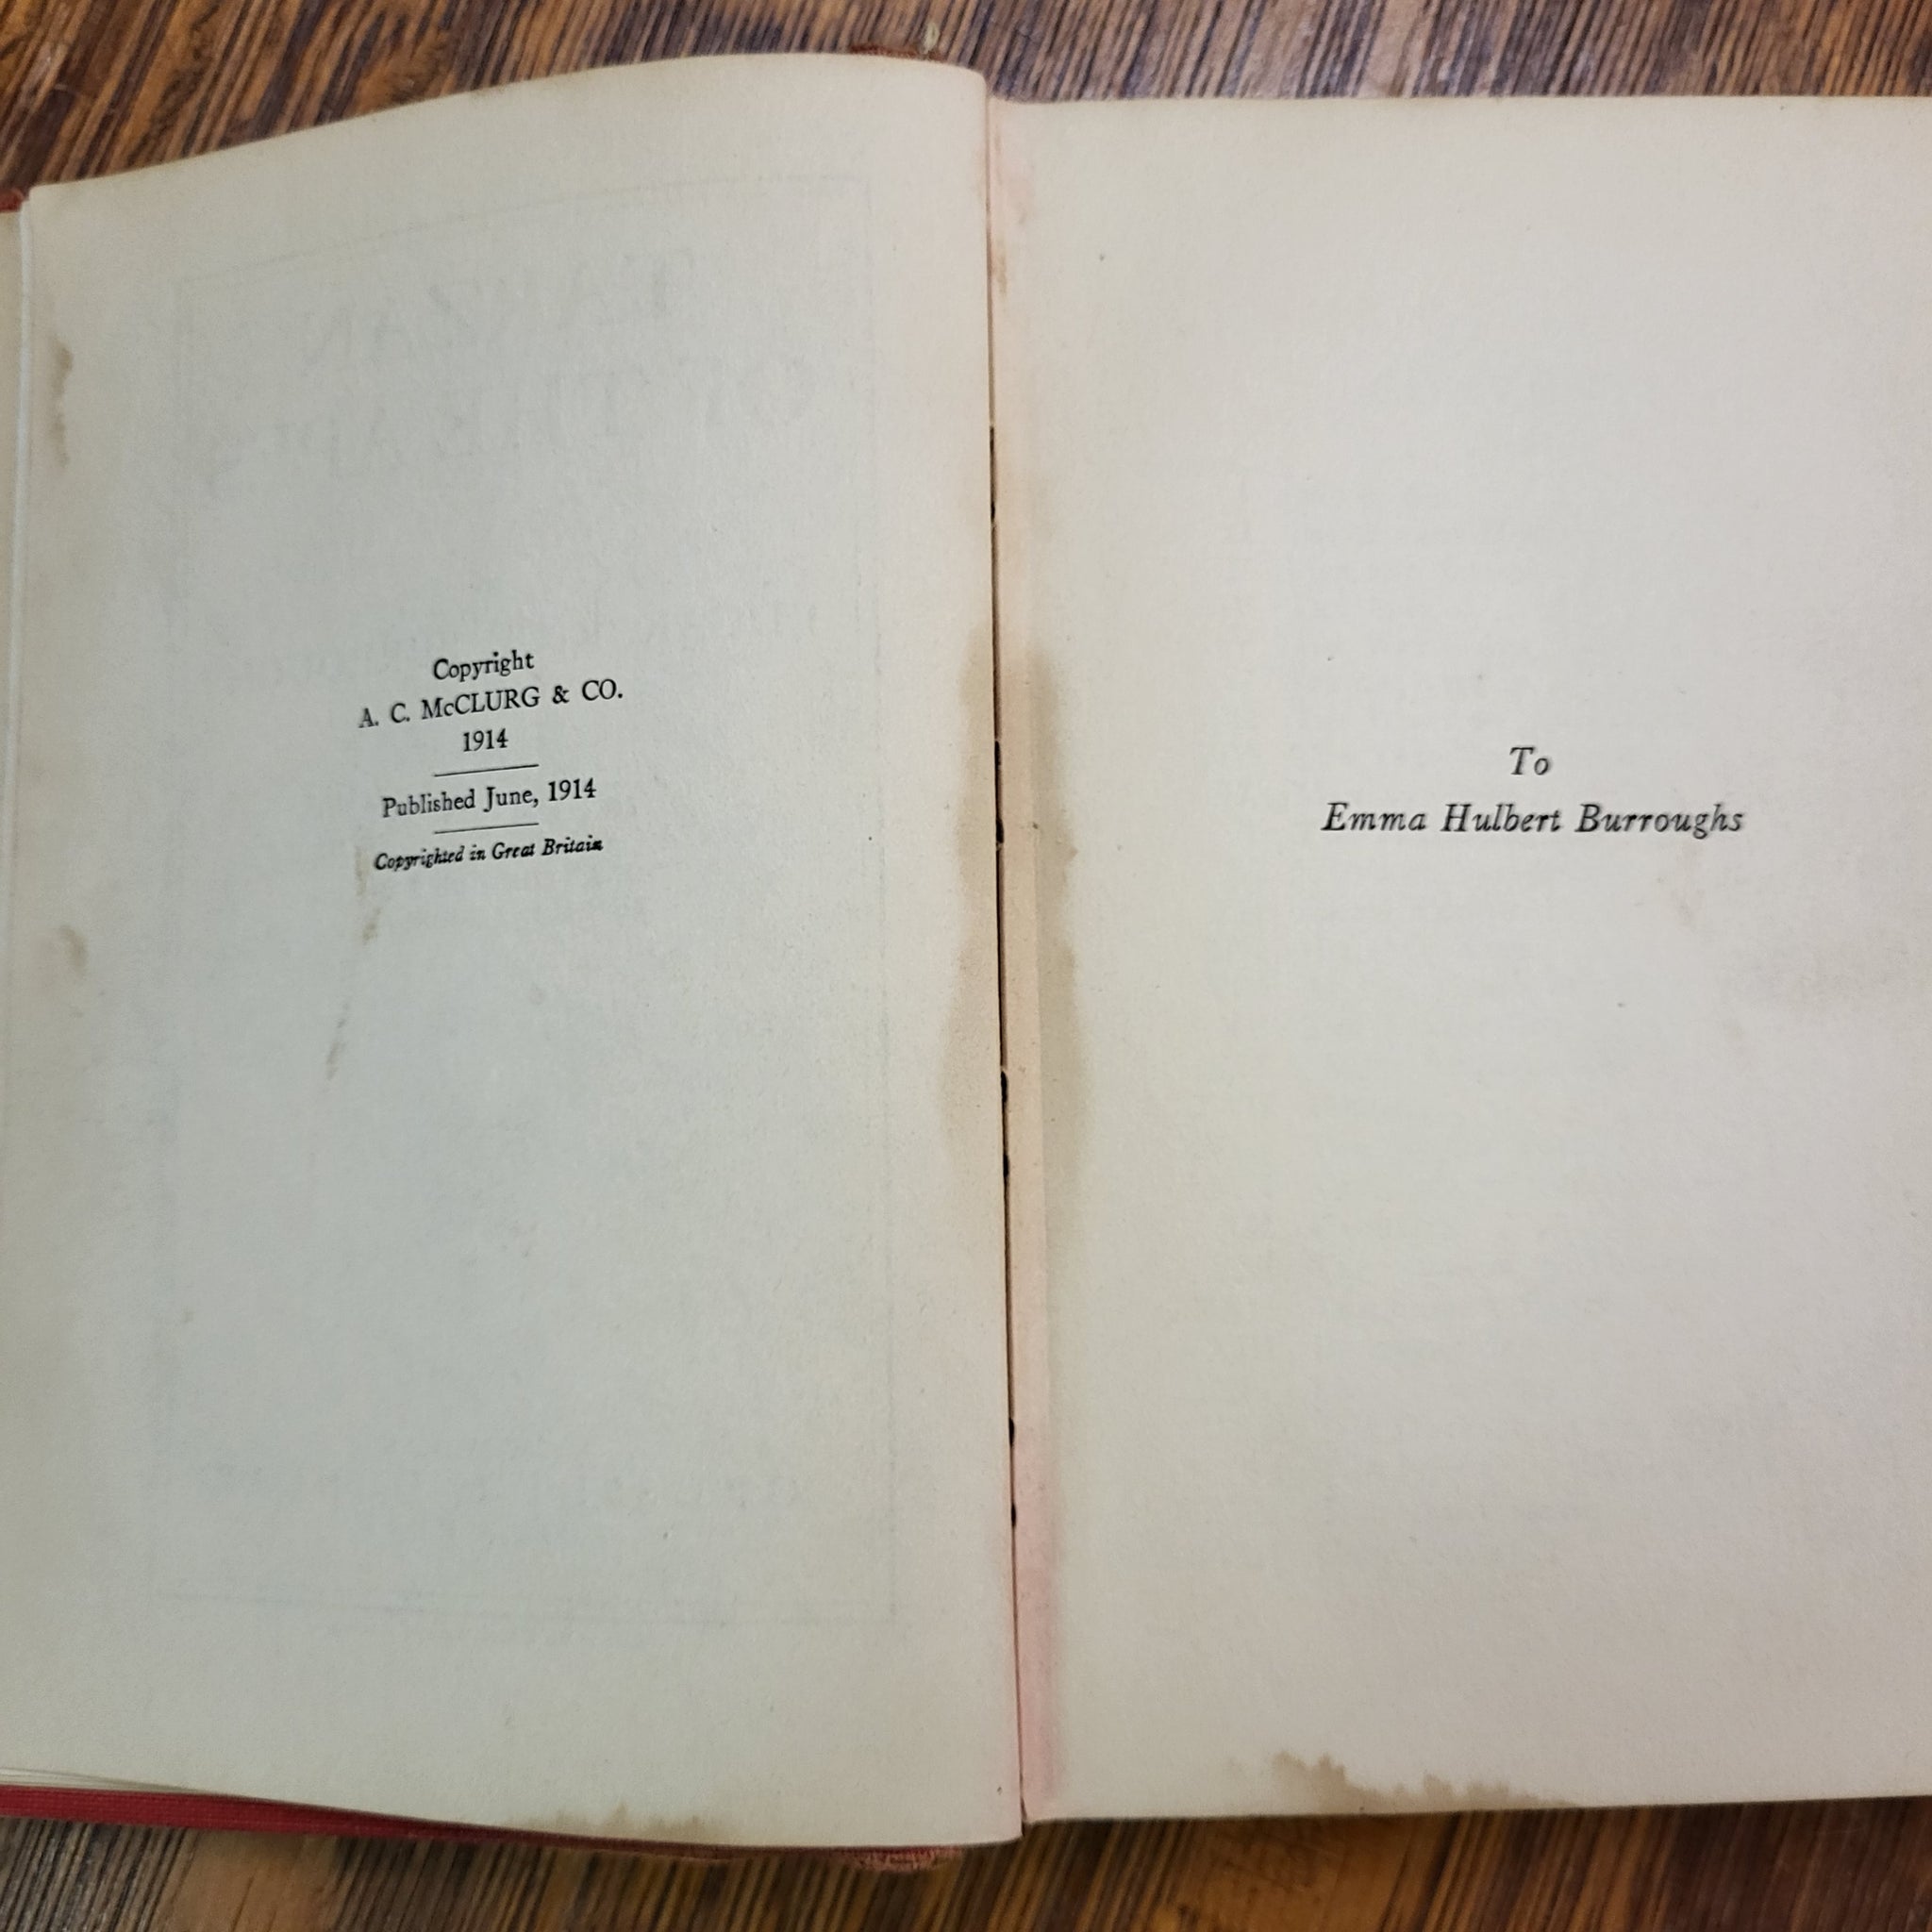 Copyright
A. C. McCLURG & CO.
1914
Published June, 1914
Copyrighted in Great Britain
To
Emma Hulbert Burroughs